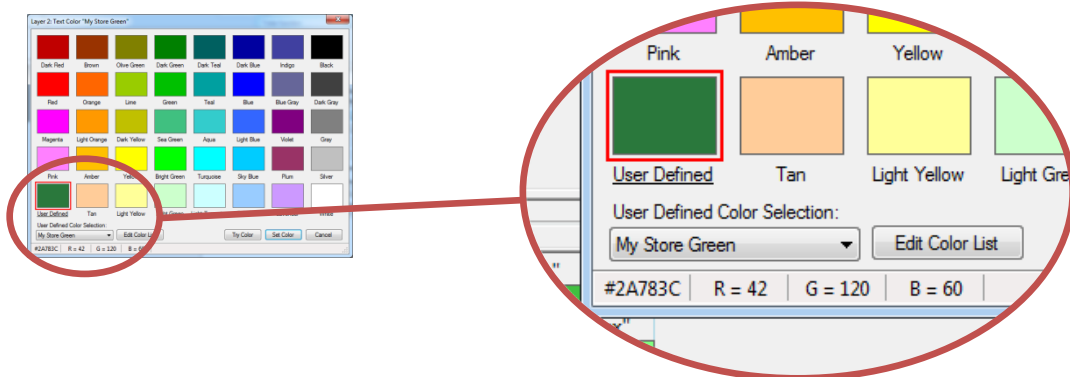 Layer 2: Text Color "My Store Green"
Dark Red Brown Olive Green Dark Green Dark Teal Dark Blue Indigo Black
Red Orange Lime Green Teal Blue Blue Gray Dark Gray
Magenta Light Orange Dark Yellow Sea Green Aqua Light Blue Violet Gray
Pink Amber Yellow Bright Green Turquoise Sky Blue Plum Silver
User Defined Tan Light Yellow
User Defined Color Selection:
My Store Green Edit Color List Try Color Set Color Cancel
#2A783C R = 42 G = 120 B = 60
Pink Amber Yellow
User Defined Tan Light Yellow Light Gre
User Defined Color Selection:
My Store Green Edit Color List
#2A783C R = 42 G = 120 B = 60
x"